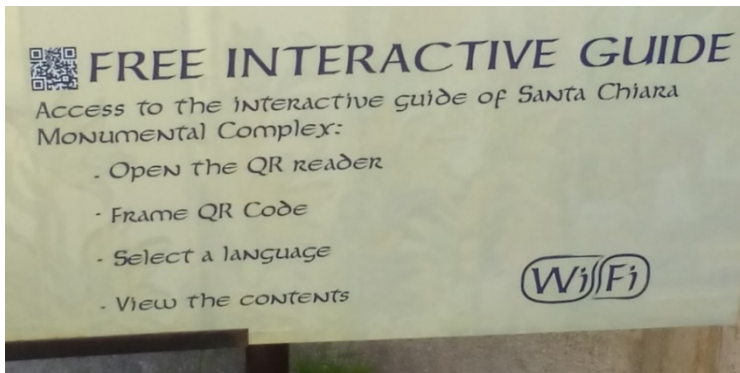 FREE INTERACTIVE GUIDE
Access to the interactive guide of Santa Chiara
Monumental Complex:
- Open the QR reader
- Frame QR Code
- Select a language
- View the contents
WiFi